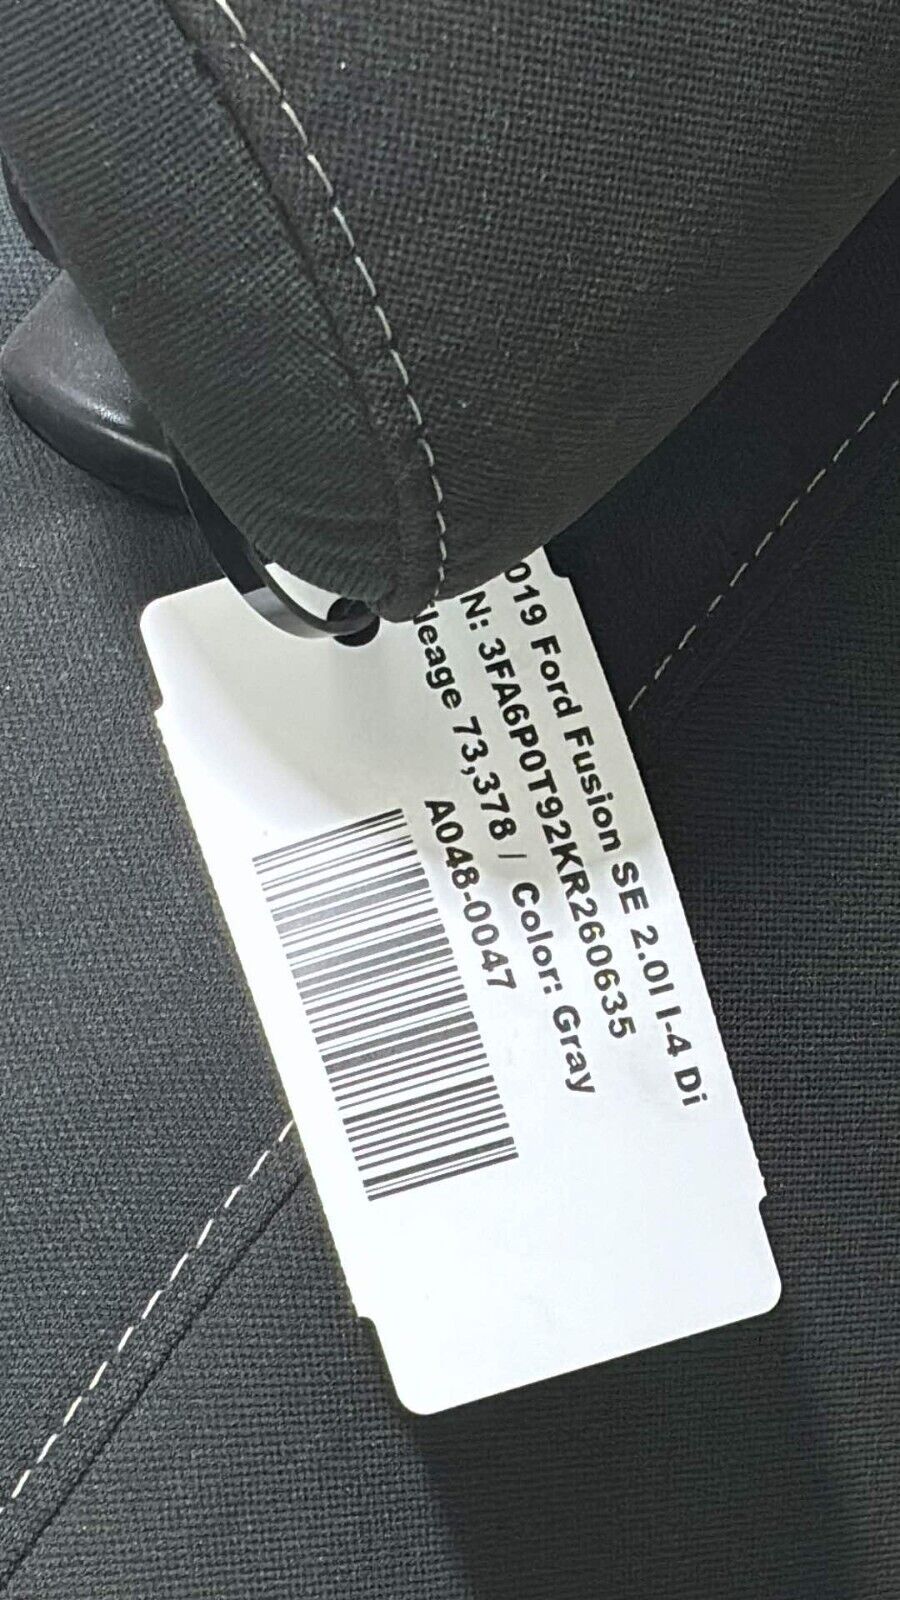 019 Ford Fusion SE 2.0l I-4 Di
N: 3FA6P0T92KR260635
leage 73,378 / Color: Gray
A048-0047